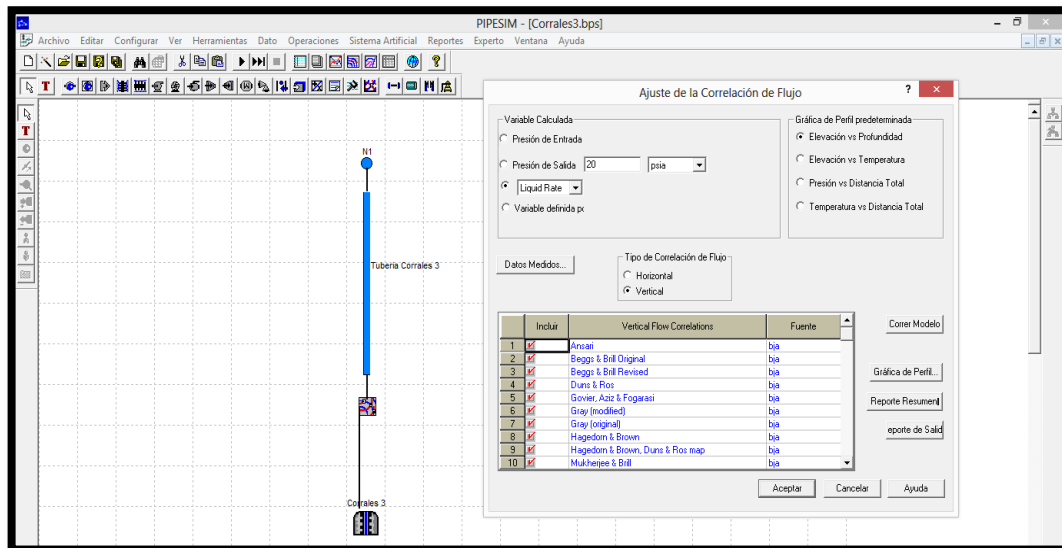 PIPESIM - [Corrales3.bps]
Archivo Editar Configurar Ver Herramientas Dato Operaciones Sistema Artificial Reportes Experto Ventana Ayuda
T
T
N1
Tuberia Corrales 3
Corrales 3
Ajuste de la Correlación de Flujo
Variable Calculada
Presión de Entrada
Presión de Salida 20 psia
Liquid Rate
Variable definida pc
Gráfica de Perfil predeterminada
Elevación vs Profundidad
Elevación vs Temperatura
Presión vs Distancia Total
Temperatura vs Distancia Total
Datos Medidos...
Tipo de Correlación de Flujo
Horizontal
Vertical
Incluir Vertical Flow Correlations Fuente
1 Ansari bja
2 Beggs & Brill Original bja
3 Beggs & Brill Revised bja
4 Duns & Ros bja
5 Govier, Aziz & Fogarasi bja
6 Gray (modified) bja
7 Gray (original) bja
8 Hagedorn & Brown bja
9 Hagedorn & Brown, Duns & Ros map bja
10 Mukherjee & Brill bja
Correr Modelo
Gráfica de Perfil...
Reporte Resumen
eporte de Salid
Aceptar Cancelar Ayuda